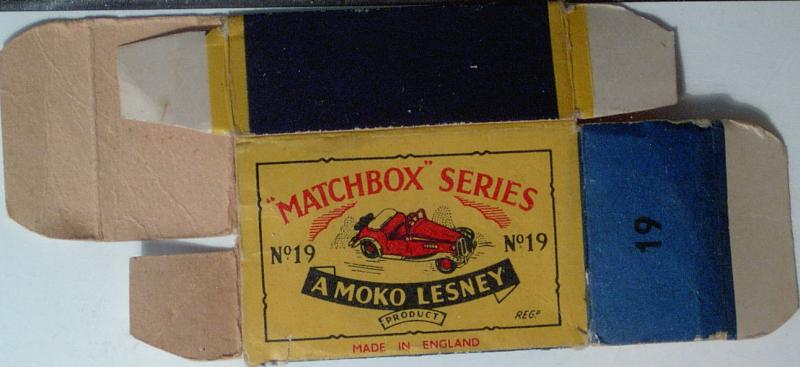 "MATCHBOX" SERIES
Nº19 Nº19
A MOKO LESNEY
PRODUCT
REGD
MADE IN ENGLAND
19